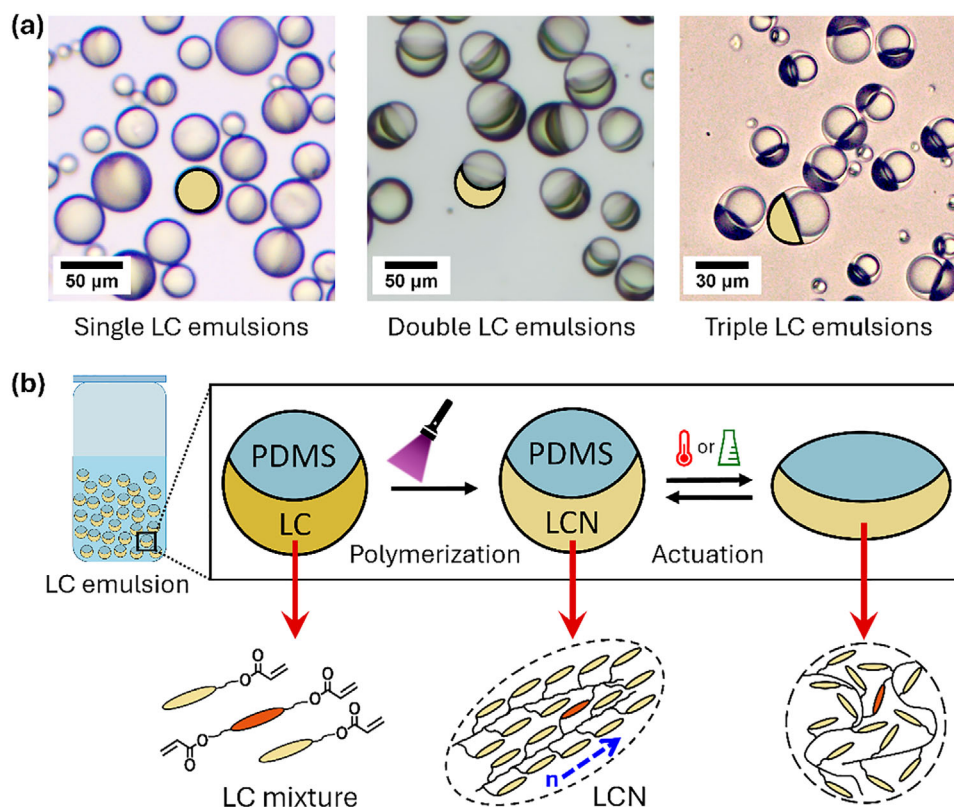 (a)
50 µm
50 µm
30 µm
Single LC emulsions
Double LC emulsions
Triple LC emulsions
(b)
PDMS
LC
PDMS
LCN
or
Polymerization
Actuation
LC emulsion
O
O
O
O
O
O
O
O
n
LC mixture
LCN